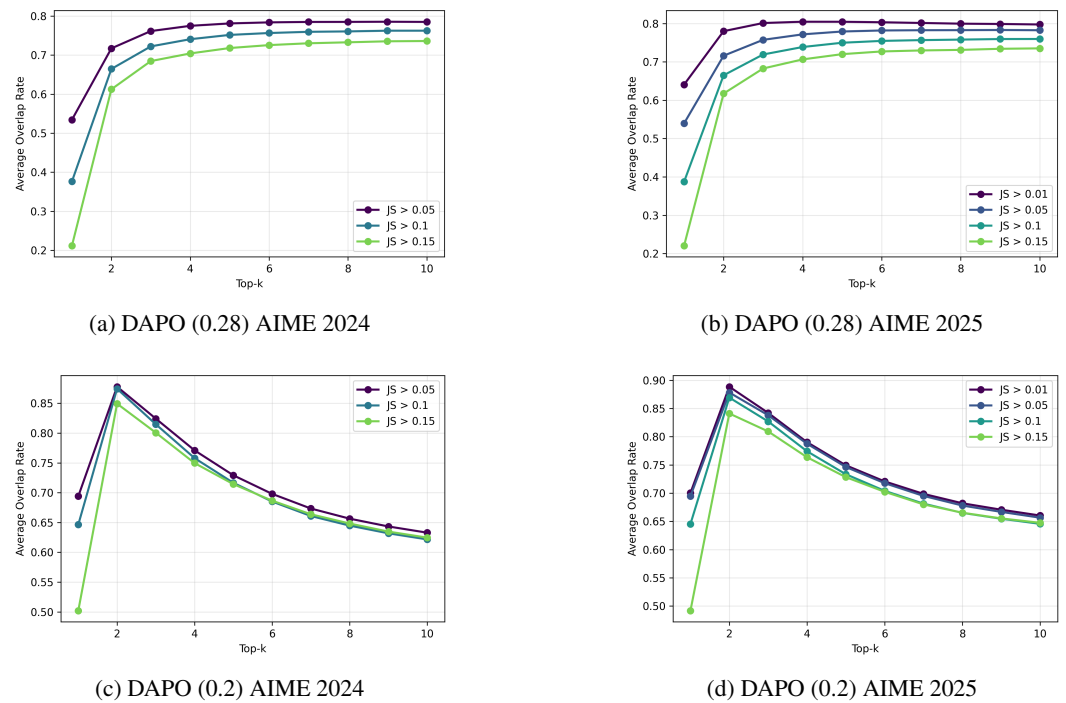 0.8
0.7
0.6
0.5
0.4
0.3
0.2
Average Overlap Rate
JS > 0.05
JS > 0.1
JS > 0.15
2 4 6 8 10
Top-k
(a) DAPO (0.28) AIME 2024
0.8
0.7
0.6
0.5
0.4
0.3
0.2
Average Overlap Rate
JS > 0.01
JS > 0.05
JS > 0.1
JS > 0.15
2 4 6 8 10
Top-k
(b) DAPO (0.28) AIME 2025
0.85
0.80
0.75
0.70
0.65
0.60
0.55
0.50
Average Overlap Rate
JS > 0.05
JS > 0.1
JS > 0.15
2 4 6 8 10
Top-k
(c) DAPO (0.2) AIME 2024
0.90
0.85
0.80
0.75
0.70
0.65
0.60
0.55
0.50
Average Overlap Rate
JS > 0.01
JS > 0.05
JS > 0.1
JS > 0.15
2 4 6 8 10
Top-k
(d) DAPO (0.2) AIME 2025